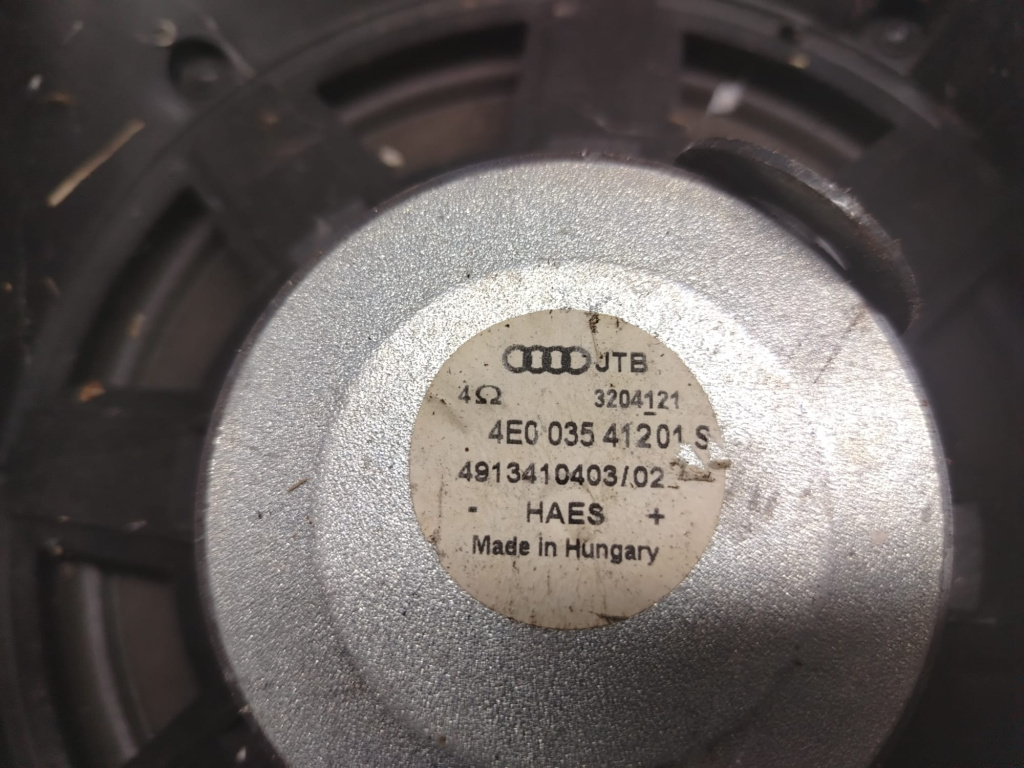 JTB
4Ω 3204121
4E0 035 41201 S
4913410403/02
- HAES +
Made in Hungary